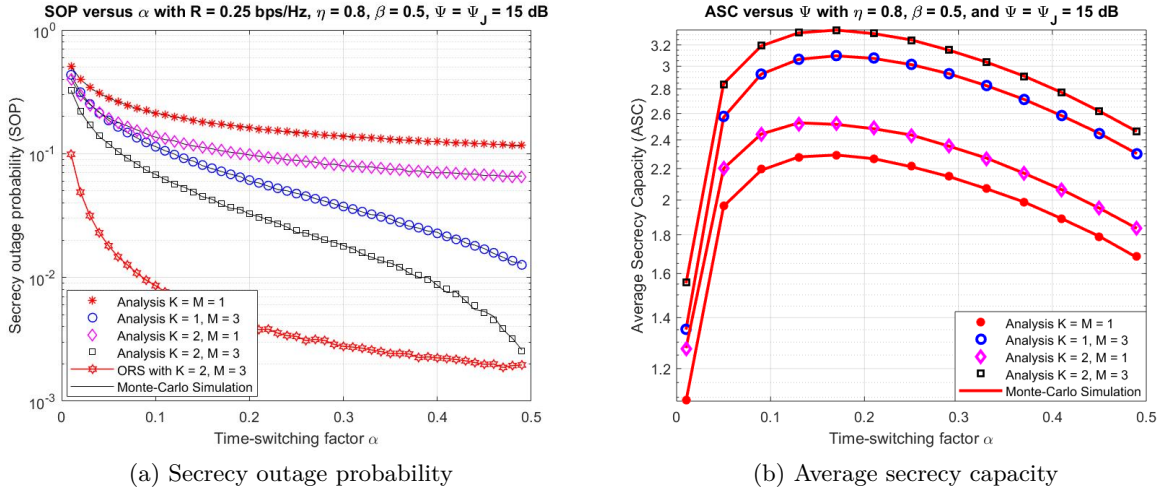 SOP versus α with R = 0.25 bps/Hz, η = 0.8, β = 0.5, Ψ = Ψ_J = 15 dB
Secrecy outage probability (SOP)
10^0
10^-1
10^-2
10^-3
Analysis K = M = 1
Analysis K = 1, M = 3
Analysis K = 2, M = 1
Analysis K = 2, M = 3
ORS with K = 2, M = 3
Monte-Carlo Simulation
0 0.1 0.2 0.3 0.4 0.5
Time-switching factor α
(a) Secrecy outage probability
ASC versus Ψ with η = 0.8, β = 0.5, and Ψ = Ψ_J = 15 dB
Average Secrecy Capacity (ASC)
3.2
3
2.8
2.6
2.4
2.2
2
1.8
1.6
1.4
1.2
Analysis K = M = 1
Analysis K = 1, M = 3
Analysis K = 2, M = 1
Analysis K = 2, M = 3
Monte-Carlo Simulation
0 0.1 0.2 0.3 0.4 0.5
Time-switching factor α
(b) Average secrecy capacity